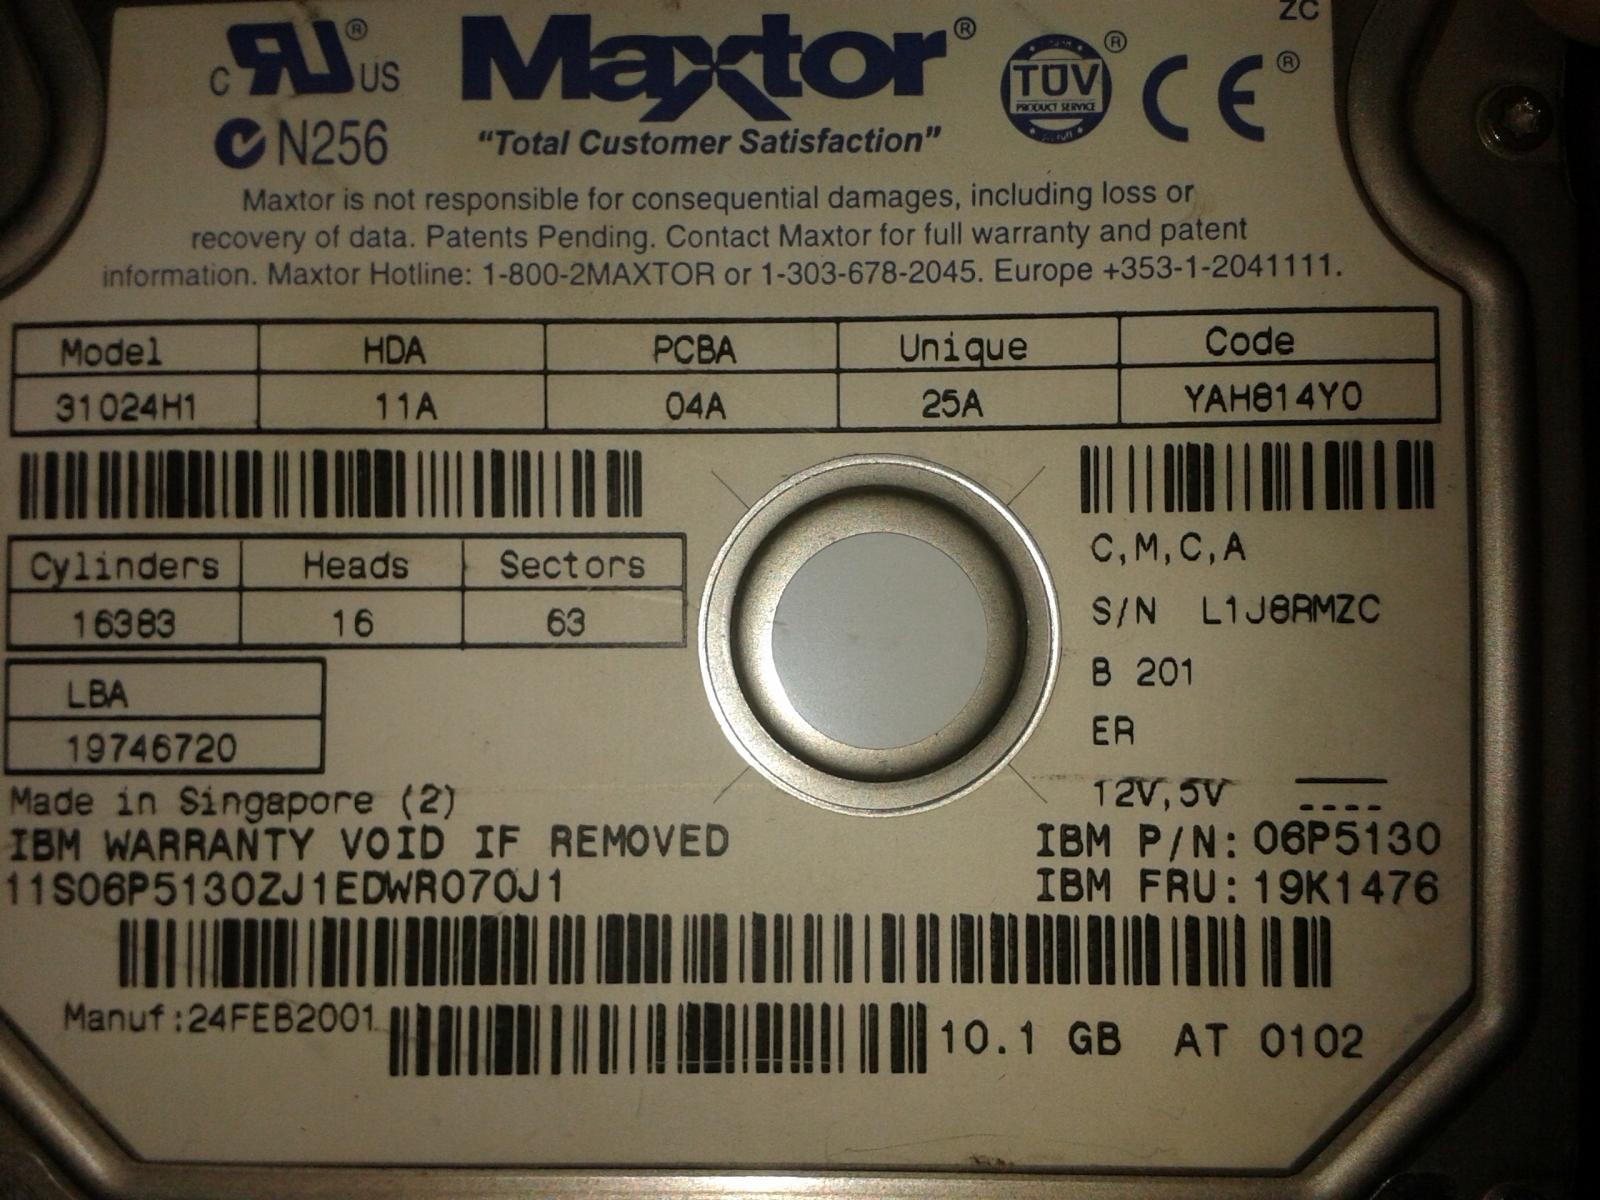 ZC
C RU® US
Maxtor®
TÜV PRODUCT SERVICE ®
CE®
N256
"Total Customer Satisfaction"
Maxtor is not responsible for consequential damages, including loss or
recovery of data. Patents Pending. Contact Maxtor for full warranty and patent
information. Maxtor Hotline: 1-800-2MAXTOR or 1-303-678-2045. Europe +353-1-2041111.
Model HDA PCBA Unique Code
31024H1 11A 04A 25A YAH814Y0
C,M,C,A
Cylinders Heads Sectors
16383 16 63
S/N L1J8RMZC
B 201
LBA
19746720
ER
12V,5V
Made in Singapore (2)
IBM WARRANTY VOID IF REMOVED
IBM P/N: 06P5130
11S06P5130ZJ1EDWR070J1
IBM FRU: 19K1476
Manuf:24FEB2001
10.1 GB AT 0102